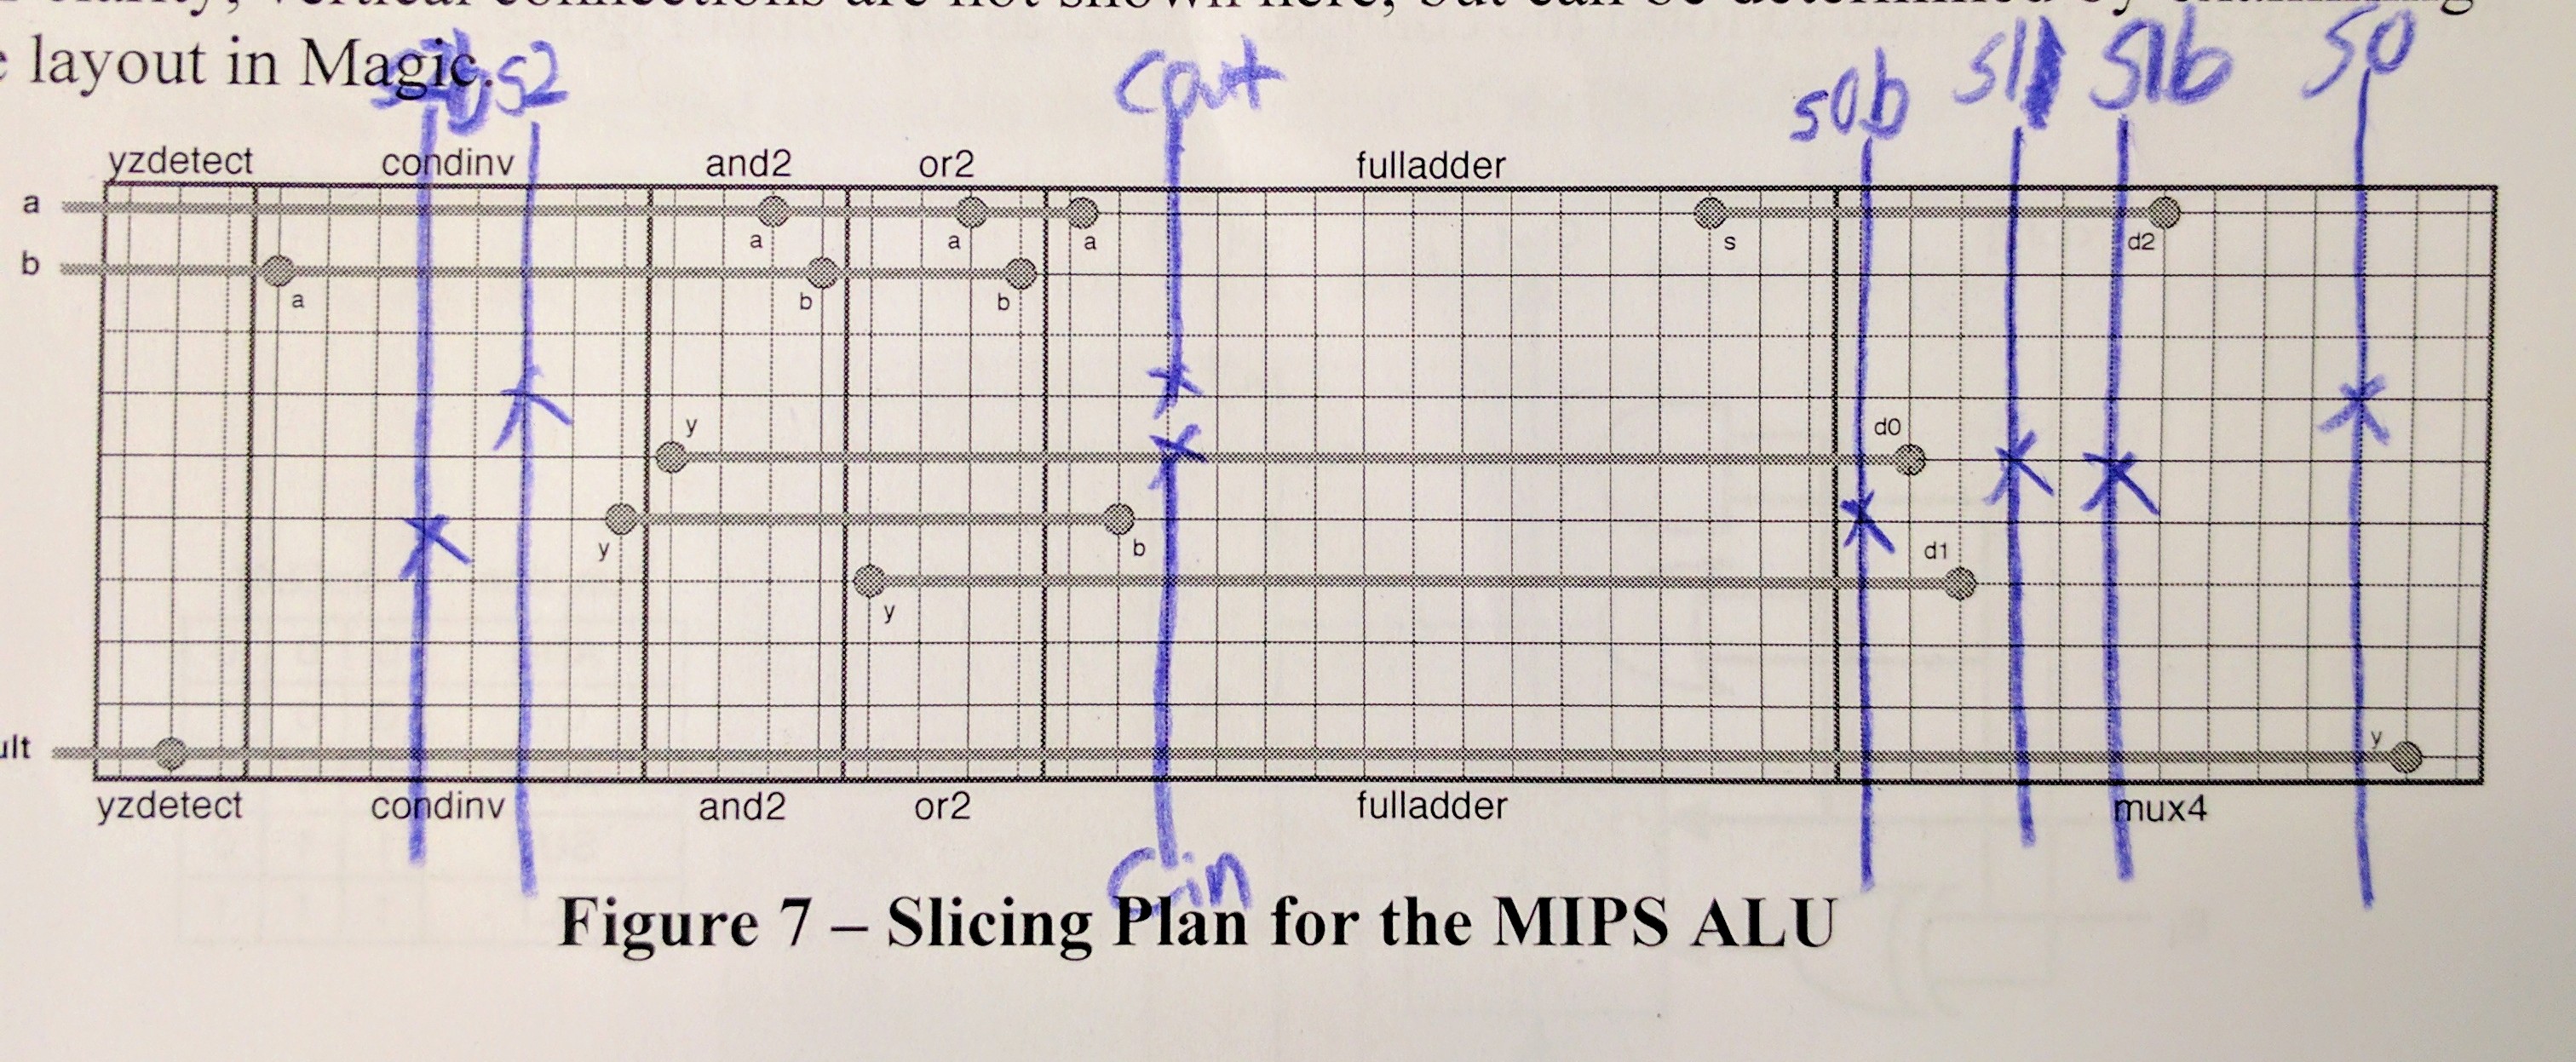 clarity, vertical connections are not shown here, but can be determined by examining
layout in Magic.
s2b s2 cout s0b s1 s1b s0
yzdetect condinv and2 or2 fulladder
a
a a a s d2
b
a b b
y d0
y b d1
y
ult y
yzdetect condinv and2 or2 fulladder mux4
cin
Figure 7 – Slicing Plan for the MIPS ALU